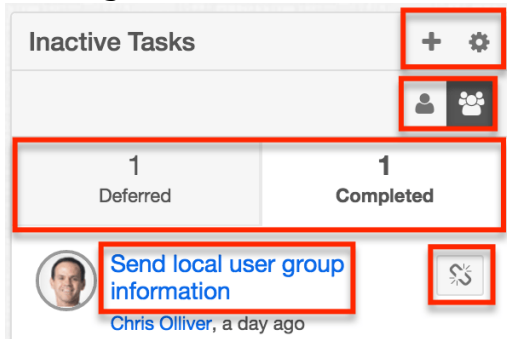 Inactive Tasks
1 1
Deferred Completed
Send local user group
information
Chris Olliver, a day ago